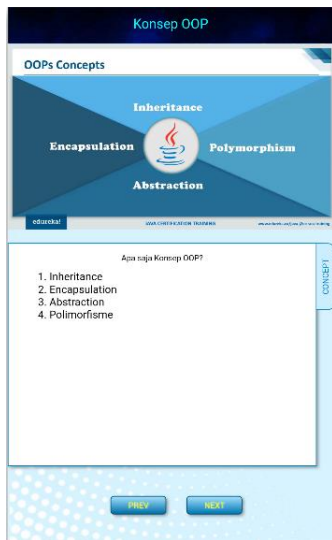 Konsep OOP
OOPs Concepts
Inheritance
Encapsulation
Polymorphism
Abstraction
edureka!
JAVA CERTIFICATION TRAINING
Apa saja Konsep OOP?
CONCEPT
1. Inheritance
2. Encapsulation
3. Abstraction
4. Polimorfisme
PREV
NEXT